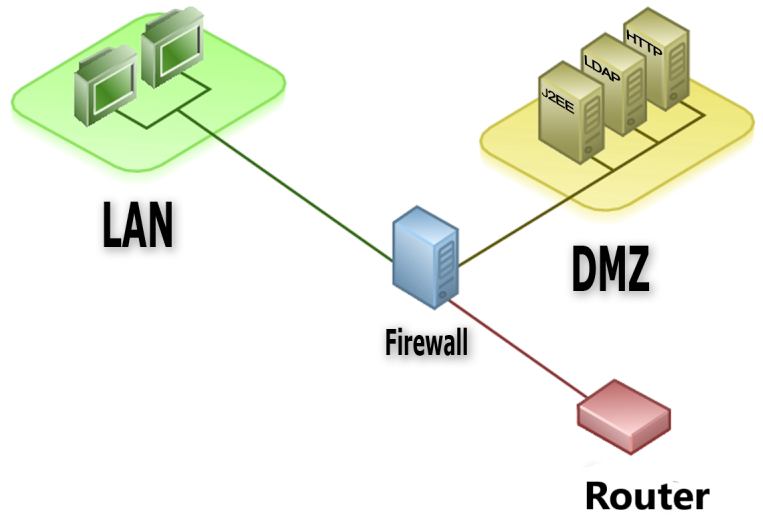 HTTP
LDAP
J2EE
LAN
DMZ
Firewall
Router